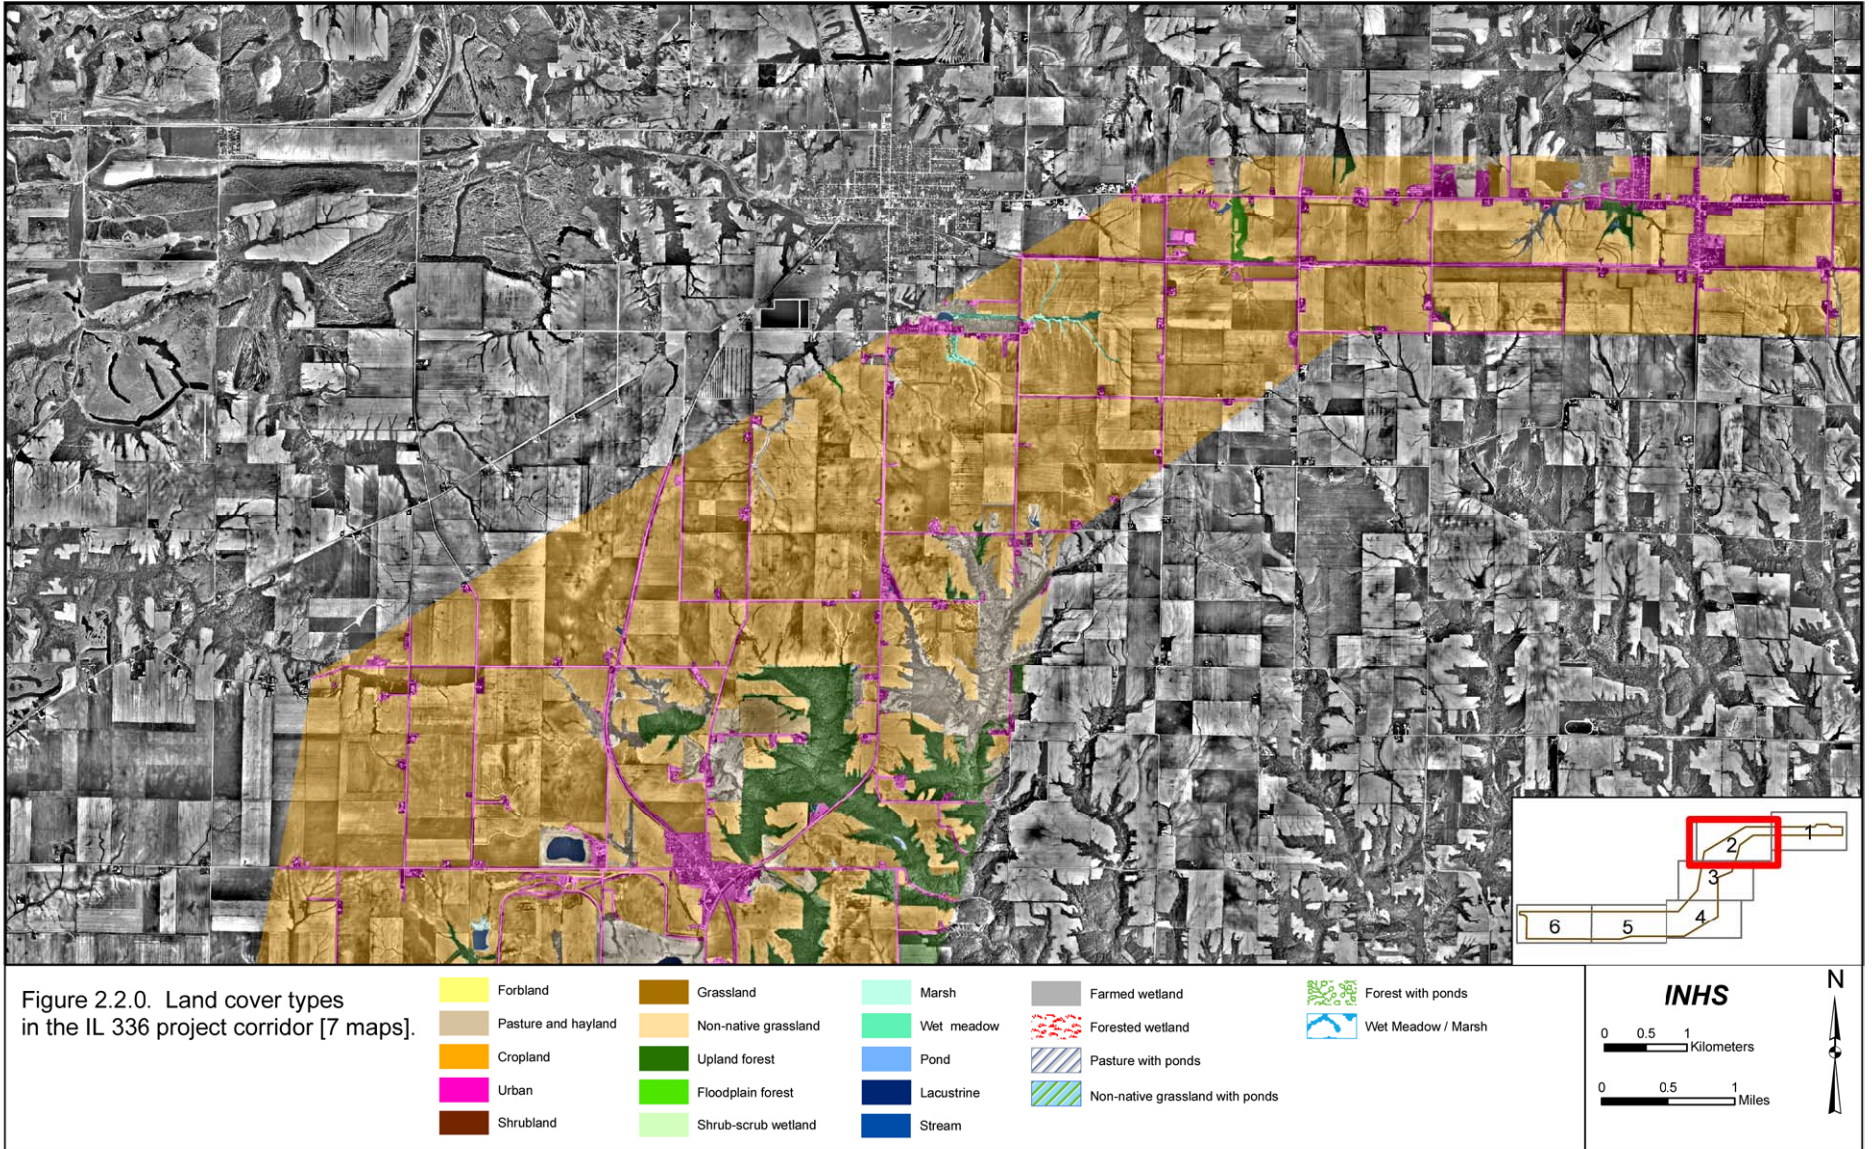 1
2
3
4
5
6
Figure 2.2.0. Land cover types
in the IL 336 project corridor [7 maps].
Forbland
Pasture and hayland
Cropland
Urban
Shrubland
Grassland
Non-native grassland
Upland forest
Floodplain forest
Shrub-scrub wetland
Marsh
Wet meadow
Pond
Lacustrine
Stream
Farmed wetland
Forested wetland
Pasture with ponds
Non-native grassland with ponds
Forest with ponds
Wet Meadow / Marsh
INHS
0 0.5 1
Kilometers
0 0.5 1
Miles
N